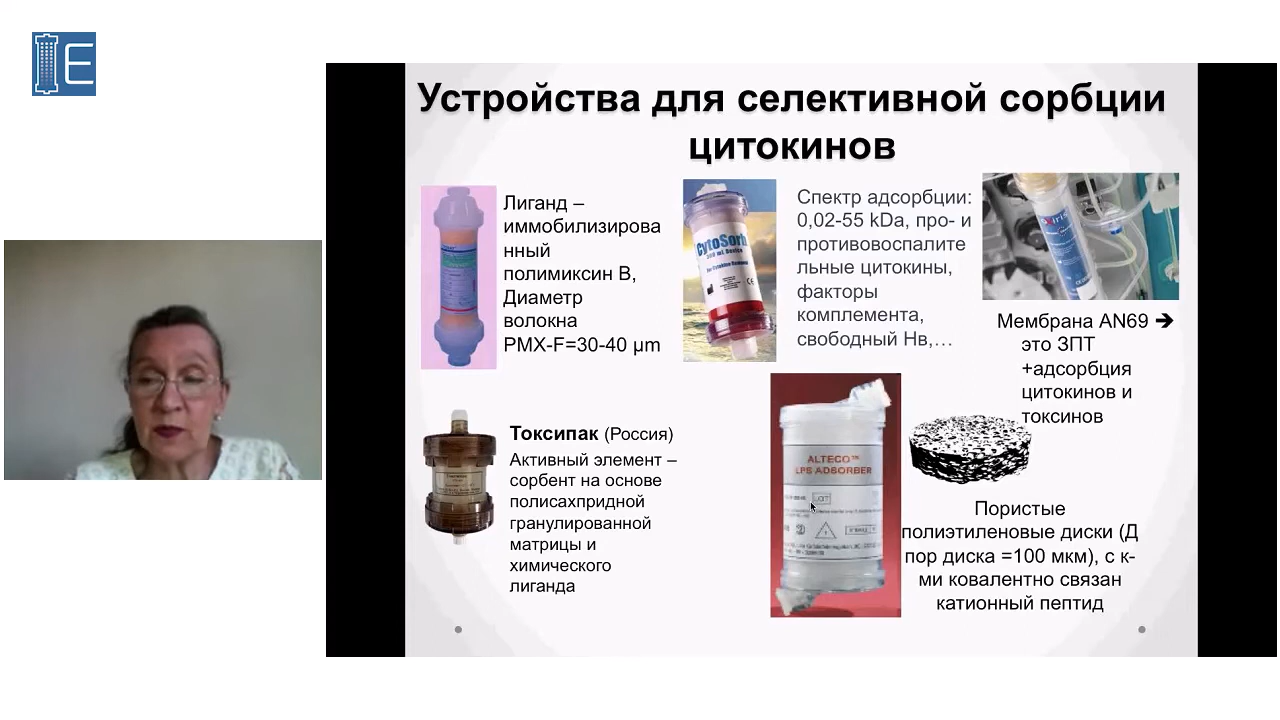 E
Устройства для селективной сорбции
цитокинов
Лиганд –
иммобилизирова
нный
полимиксин В,
Диаметр
волокна
PMX-F=30-40 µm
CytoSorb
Спектр адсорбции:
0,02-55 kDa, про- и
противовоспалите
льные цитокины,
факторы
комплемента,
свободный Нв,…
Мембрана AN69 ➔
это ЗПТ
+адсорбция
цитокинов и
токсинов
Токсипак (Россия)
Активный элемент –
сорбент на основе
полисахпридной
гранулированной
матрицы и
химического
лиганда
ALTECO™
LPS ADSORBER
LOT
Пористые
полиэтиленовые диски (Д
пор диска =100 мкм), с к-
ми ковалентно связан
катионный пептид